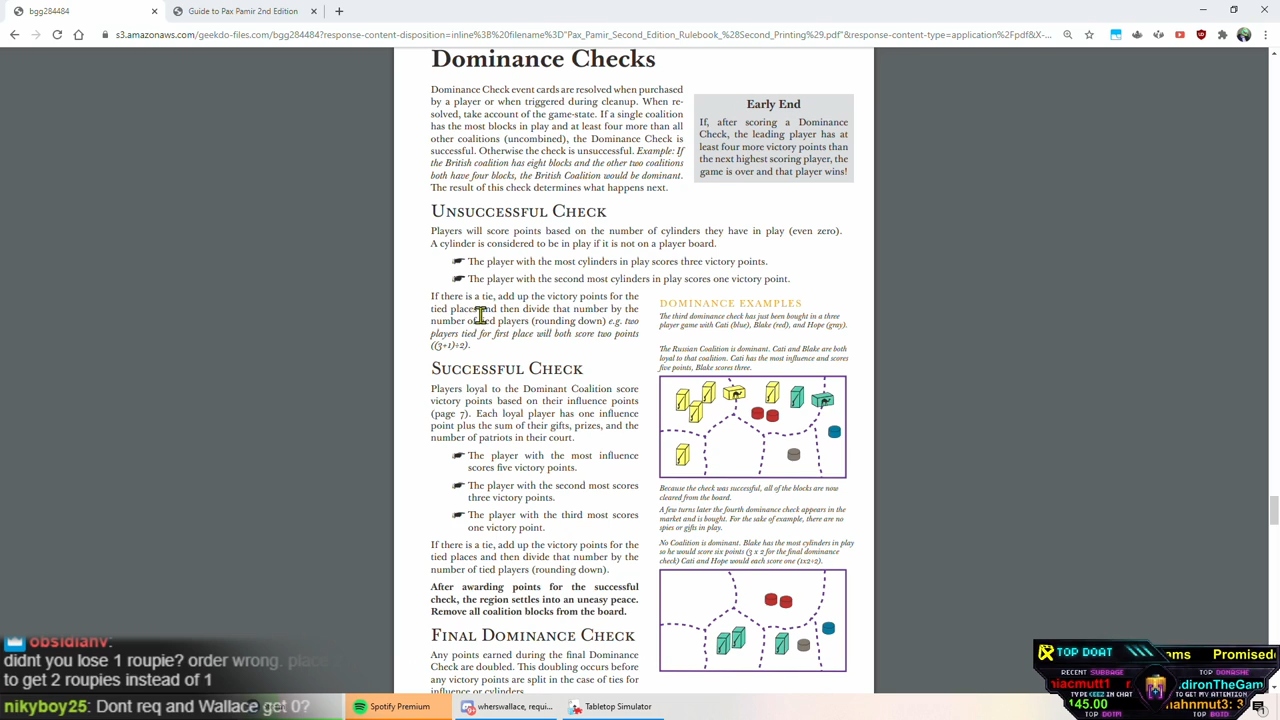 bgg284484
Guide to Pax Pamir 2nd Edition
s3.amazonaws.com/geekdo-files.com/bgg284484?response-content-disposition=inline%3B%20filename%3D"Pax_Pamir_Second_Edition_Rulebook_%28Second_Printing%29.pdf"&response-content-type=application%2Fpdf&X-...
Dominance Checks
Dominance Check event cards are resolved when purchased
by a player or when triggered during cleanup. When re-
solved, take account of the game-state. If a single coalition
has the most blocks in play and at least four more than all
other coalitions (uncombined), the Dominance Check is
successful. Otherwise the check is unsuccessful. Example: If
the British coalition has eight blocks and the other two coalitions
both have four blocks, the British Coalition would be dominant.
The result of this check determines what happens next.
Early End
If, after scoring a Dominance
Check, the leading player has at
least four more victory points than
the next highest scoring player, the
game is over and that player wins!
Unsuccessful Check
Players will score points based on the number of cylinders they have in play (even zero).
A cylinder is considered to be in play if it is not on a player board.
The player with the most cylinders in play scores three victory points.
The player with the second most cylinders in play scores one victory point.
If there is a tie, add up the victory points for the
tied places and then divide that number by the
number of tied players (rounding down) e.g. two
players tied for first place will both score two points
((3+1)÷2).
Successful Check
Players loyal to the Dominant Coalition score
victory points based on their influence points
(page 7). Each loyal player has one influence
point plus the sum of their gifts, prizes, and the
number of patriots in their court.
The player with the most influence
scores five victory points.
The player with the second most scores
three victory points.
The player with the third most scores
one victory point.
If there is a tie, add up the victory points for the
tied places and then divide that number by the
number of tied players (rounding down).
After awarding points for the successful
check, the region settles into an uneasy peace.
Remove all coalition blocks from the board.
Final Dominance Check
Any points earned during the final Dominance
Check are doubled. This doubling occurs before
any victory points are split in the case of ties for
influence or cylinders.
Dominance Examples
The third dominance check has just been bought in a three
player game with Cati (blue), Blake (red), and Hope (gray).
The Russian Coalition is dominant. Cati and Blake are both
loyal to that coalition. Cati has the most influence and scores
five points, Blake scores three.
Because the check was successful, all of the blocks are now
cleared from the board.
A few turns later the fourth dominance check appears in the
market and is bought. For the sake of example, there are no
spies or gifts in play.
No Coalition is dominant. Blake has the most cylinders in play
so he would score six points (3 x 2 for the final dominance
check) Cati and Hope would each score one (1x2÷2).
obsidianv:
didnt you lose 1 roupie? order wrong. place
to get 2 roupies instead of 1
nikyboy25: Dont req and Wallace get 0?
Spotify Premium
wherswallace, requi...
Tabletop Simulator
TOP DOAT
ams Promised
RECENT SUBBAGE
TOP DONASHE
niacmutt1
ldironTheGam
TYPE KEEN IN CHAT
TO GET MY ATTENTION
145.00
nahnmut3: 3
TOP DOTM
TOP BOTD